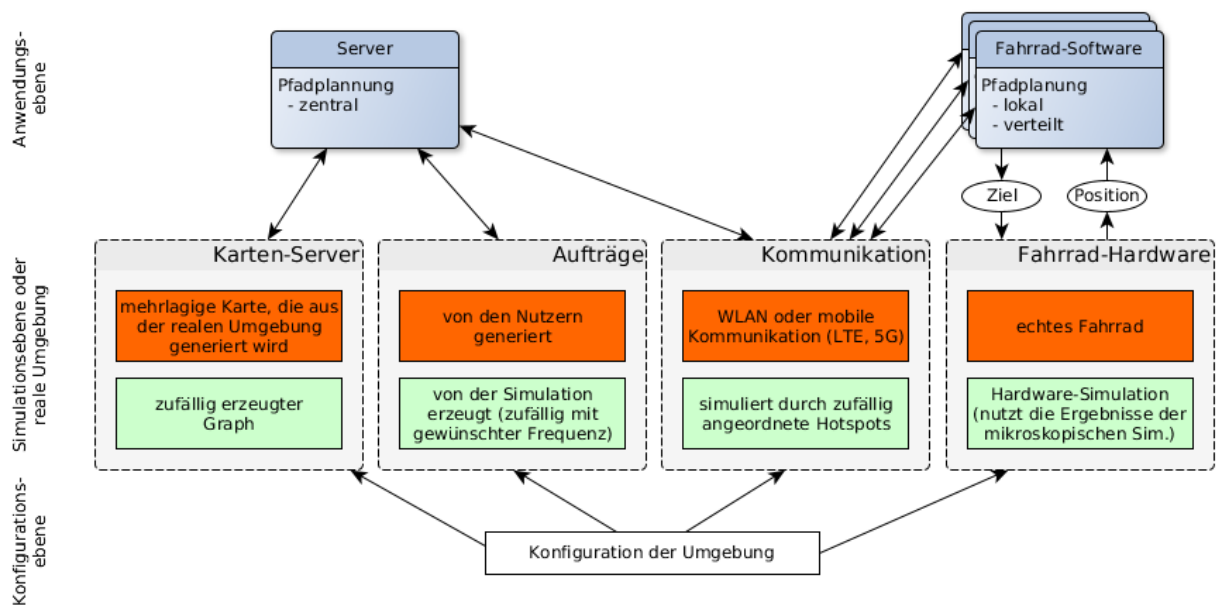 Anwendungs-
ebene
Server
Pfadplannung
- zentral
Fahrrad-Software
Pfadplanung
- lokal
- verteilt
Ziel
Position
Simulationsebene oder
reale Umgebung
Karten-Server
mehrlagige Karte, die aus
der realen Umgebung
generiert wird
zufällig erzeugter
Graph
Aufträge
von den Nutzern
generiert
von der Simulation
erzeugt (zufällig mit
gewünschter Frequenz)
Kommunikation
WLAN oder mobile
Kommunikation (LTE, 5G)
simuliert durch zufällig
angeordnete Hotspots
Fahrrad-Hardware
echtes Fahrrad
Hardware-Simulation
(nutzt die Ergebnisse der
mikroskopischen Sim.)
Konfigurations-
ebene
Konfiguration der Umgebung